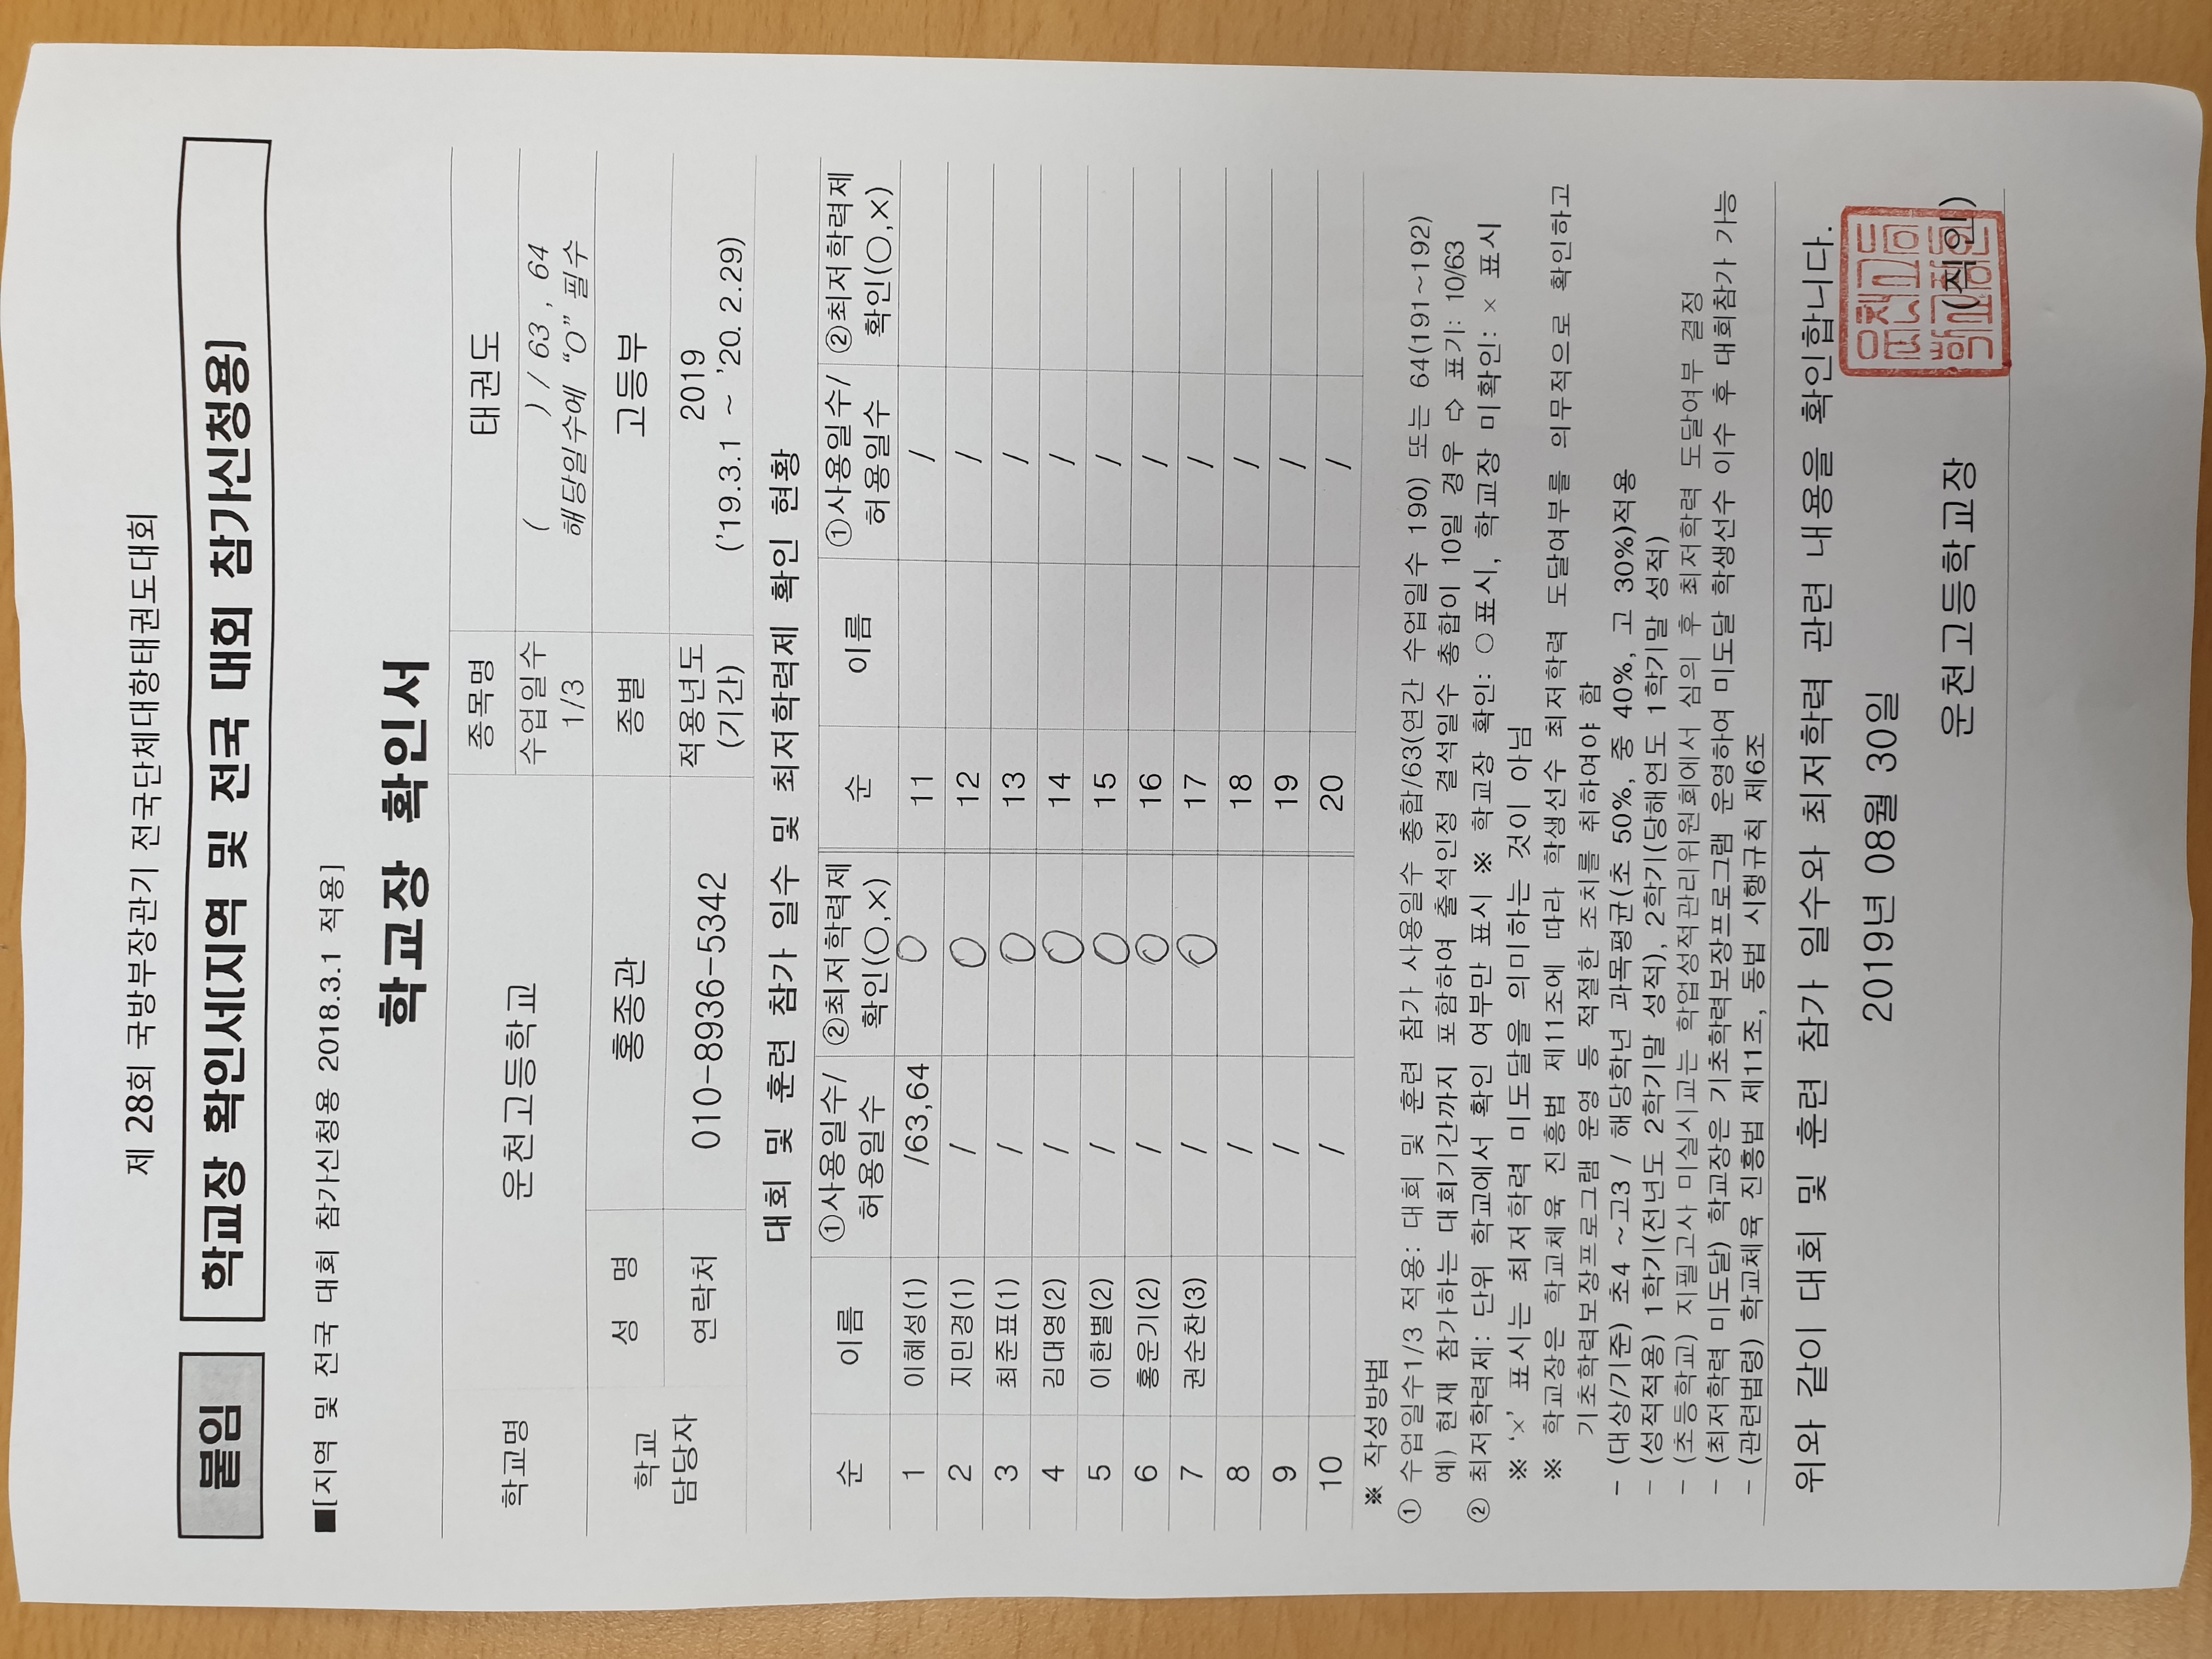 제 28회 국방부장관기 전국단체대항태권도대회
붙임 학교장 확인서[지역 및 전국 대회 참가신청용]
■[지역 및 전국 대회 참가신청용 2018.3.1 적용]
학교장 확인서
학교명 운천고등학교 종목명 태권도
수업일수 1/3 ( ) / 63 , 64
해당일수에 “O” 필수
학교 담당자 성 명 홍종관 종별 고등부
연락처 010-8936-5342 적용년도 (기간) 2019
('19.3.1 ~ '20. 2.29)
대회 및 훈련 참가 일수 및 최저학력제 확인 현황
순 이름 ①사용일수/허용일수 ②최저학력제 확인(○,×) 순 이름 ①사용일수/허용일수 ②최저학력제 확인(○,×)
1 이혜성(1) /63,64 ○ 11 /
2 지민경(1) / ○ 12 /
3 최준표(1) / ○ 13 /
4 김대영(2) / ○ 14 /
5 이한별(2) / ○ 15 /
6 홍운기(2) / ○ 16 /
7 권순찬(3) / ○ 17 /
8 / 18 /
9 / 19 /
10 / 20 /
※ 작성방법
① 수업일수1/3 적용: 대회 및 훈련 참가 사용일수 총합/63(연간 수업일수 190) 또는 64(191~192)
예) 현재 참가하는 대회기간까지 포함하여 출석인정 결석일수 총합이 10일 경우 ⇨ 표기: 10/63
② 최저학력제: 단위 학교에서 확인 여부만 표시 ※ 학교장 확인: ○ 표시, 학교장 미확인: × 표시
※ ‘×’ 표시는 최저학력 미도달을 의미하는 것이 아님
※ 학교장은 학교체육 진흥법 제11조에 따라 학생선수 최저학력 도달여부를 의무적으로 확인하고
기초학력보장프로그램 운영 등 적절한 조치를 취하여야 함
- (대상/기준) 초4 ~고3 / 해당학년 과목평균(초 50%, 중 40%, 고 30%)적용
- (성적적용) 1학기(전년도 2학기말 성적), 2학기(당해연도 1학기말 성적)
- (초등학교) 지필고사 미실시교는 학업성적관리위원회에서 심의 후 최저학력 도달여부 결정
- (최저학력 미도달) 학교장은 기초학력보장프로그램 운영하여 미도달 학생선수 이수 후 대회참가 가능
- (관련법령) 학교체육 진흥법 제11조, 동법 시행규칙 제6조
위와 같이 대회 및 훈련 참가 일수와 최저학력 관련 내용을 확인합니다.
2019년 08월 30일
운천고등학교장 (직인)
운천고등학교장인